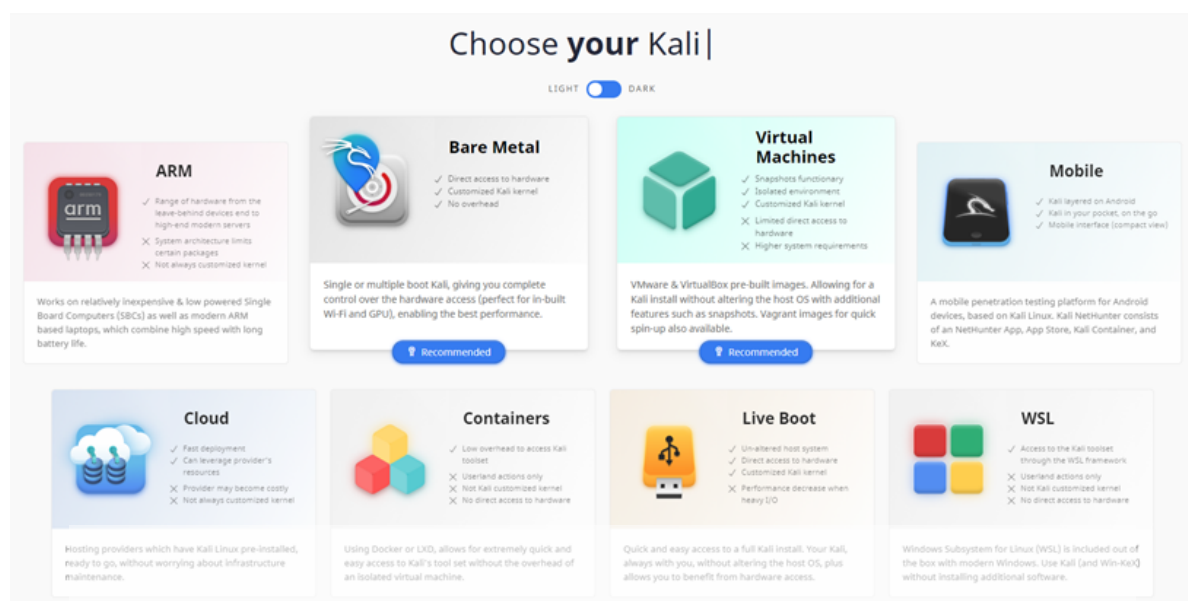 Choose your Kali|
LIGHT DARK
ARM
Range of hardware from the
leave-behind devices end to
high-end modern servers
System architecture limits
certain packages
Not always customized kernel
arm
Works on relatively inexpensive & low powered Single
Board Computers (SBCs) as well as modern ARM
based laptops, which combine high speed with long
battery life.
Bare Metal
Direct access to hardware
Customized Kali kernel
No overhead
Single or multiple boot Kali, giving you complete
control over the hardware access (perfect for in-built
Wi-Fi and GPU), enabling the best performance.
Recommended
Virtual
Machines
Snapshots functionary
Isolated environment
Customized Kali kernel
Limited direct access to
hardware
Higher system requirements
VMware & VirtualBox pre-built images. Allowing for a
Kali install without altering the host OS with additional
features such as snapshots. Vagrant images for quick
spin-up also available.
Recommended
Mobile
Kali layered on Android
Kali in your pocket, on the go
Mobile interface (compact view)
A mobile penetration testing platform for Android
devices, based on Kali Linux. Kali NetHunter consists
of an NetHunter App, App Store, Kali Container, and
KeX.
Cloud
Fast deployment
Can leverage provider's
resources
Provider may become costly
Not always customized kernel
Hosting providers which have Kali Linux pre-installed,
ready to go, without worrying about infrastructure
maintenance.
Containers
Low overhead to access Kali
toolset
Userland actions only
Not Kali customized kernel
No direct access to hardware
Using Docker or LXD, allows for extremely quick and
easy access to Kali's tool set without the overhead of
an isolated virtual machine.
Live Boot
Un-altered host system
Direct access to hardware
Customized Kali kernel
Performance decrease when
heavy I/O
Quick and easy access to a full Kali install. Your Kali,
always with you, without altering the host OS, plus
allows you to benefit from hardware access.
WSL
Access to the Kali toolset
through the WSL framework
Userland actions only
Not Kali customized kernel
No direct access to hardware
Windows Subsystem for Linux (WSL) is included out of
the box with modern Windows. Use Kali (and Win-KeX)
without installing additional software.